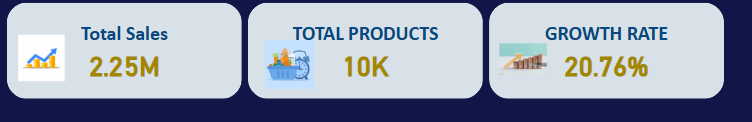 Total Sales
2.25M
TOTAL PRODUCTS
10K
GROWTH RATE
20.76%